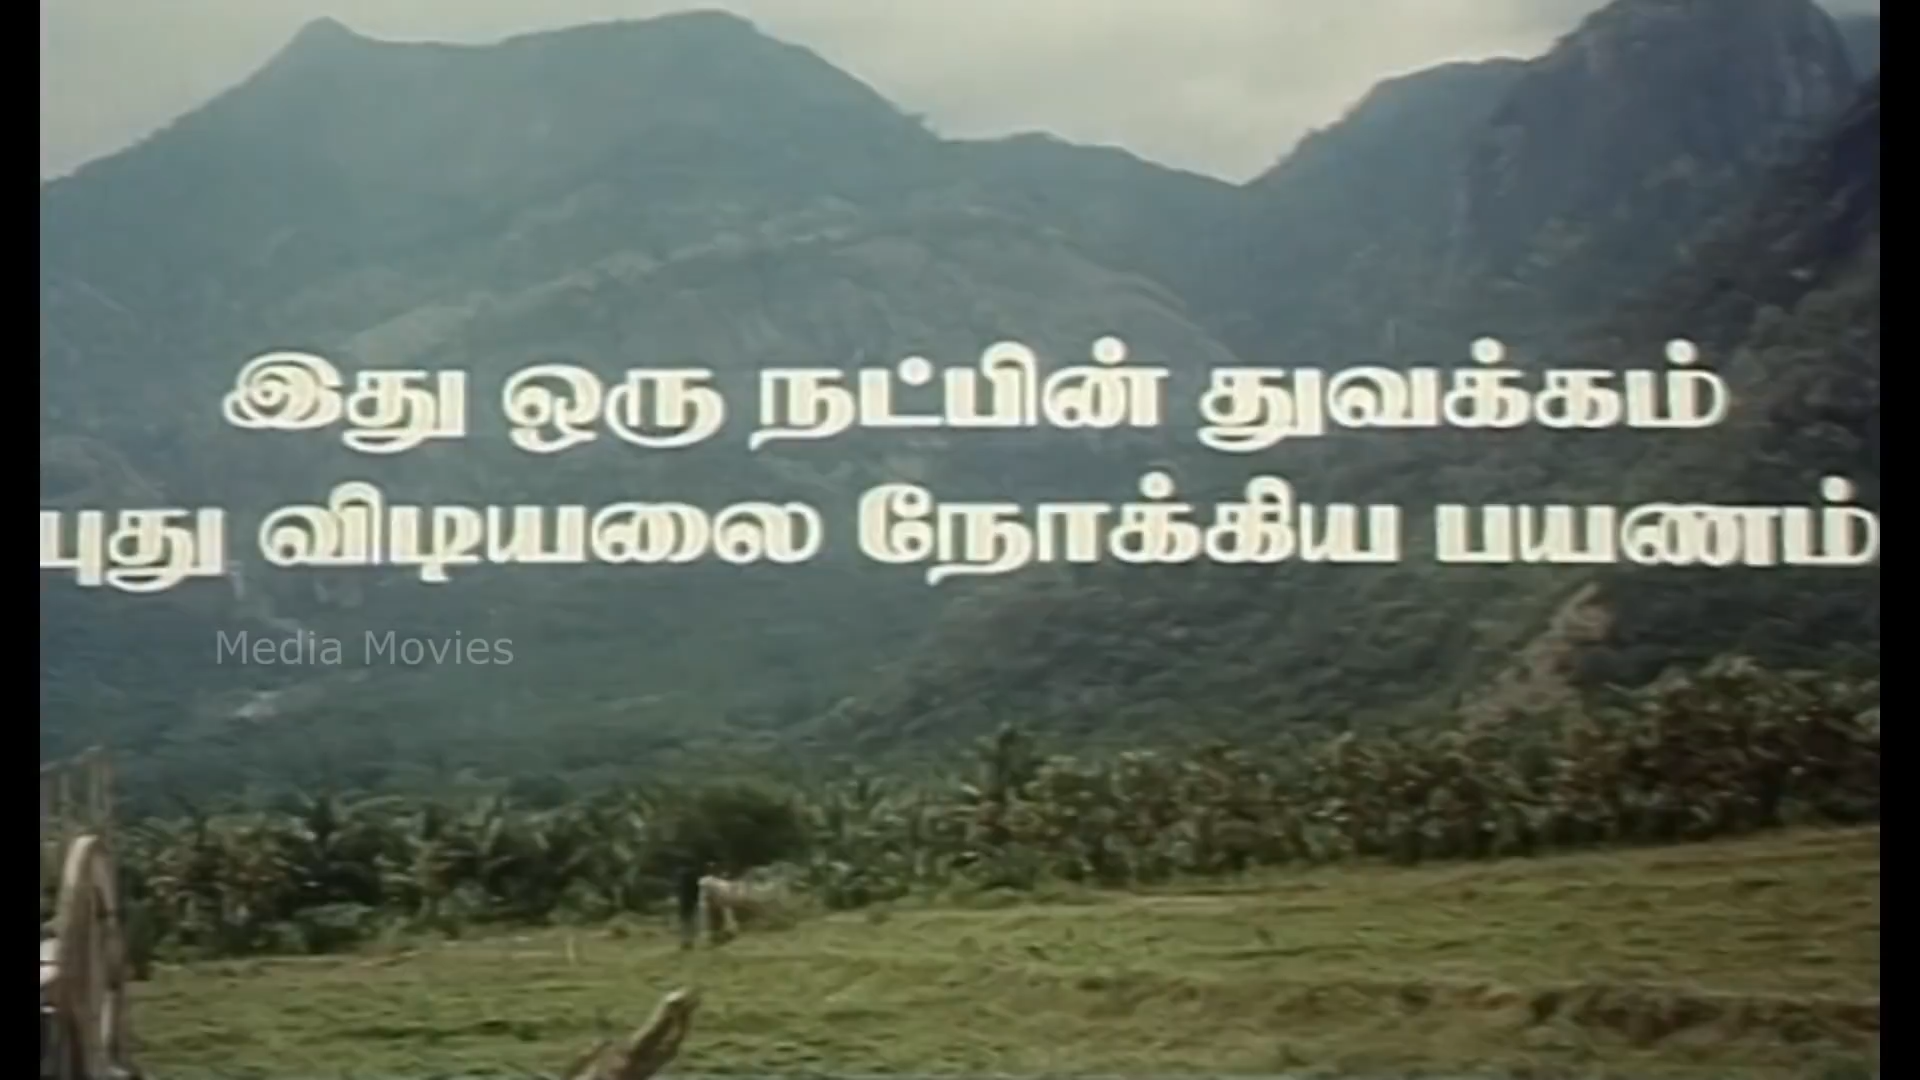 இது ஒரு நட்பின் துவக்கம்
புது விடியலை நோக்கிய பயணம்
Media Movies